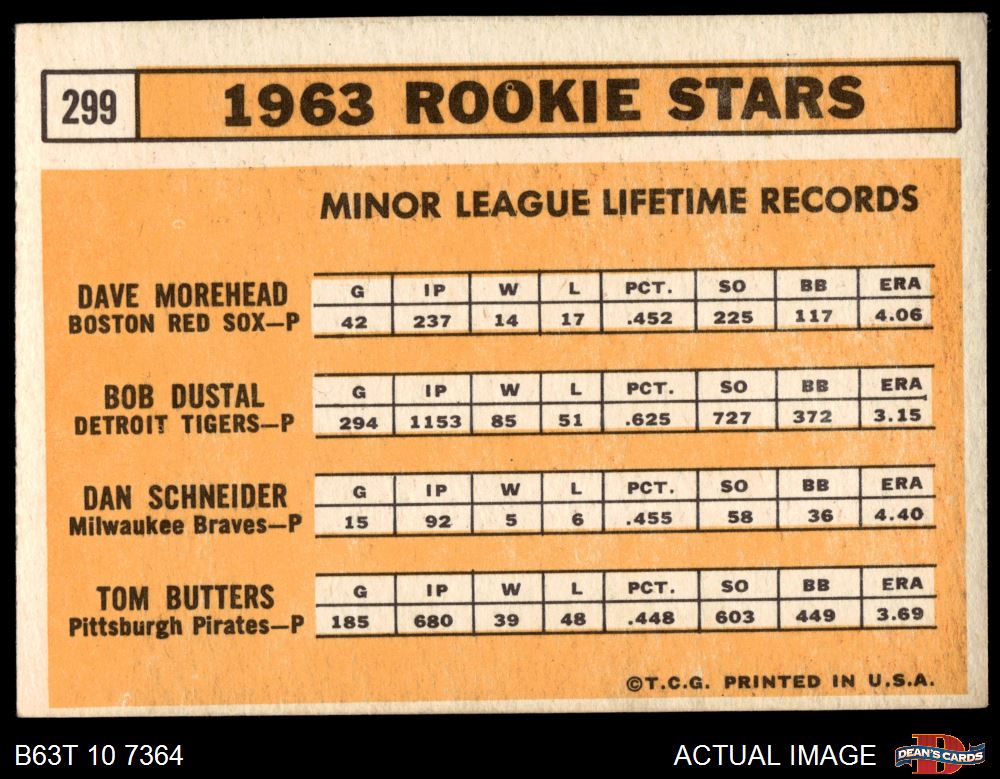 299 1963 ROOKIE STARS
MINOR LEAGUE LIFETIME RECORDS
DAVE MOREHEAD G IP W L PCT. SO BB ERA
BOSTON RED SOX—P 42 237 14 17 .452 225 117 4.06
BOB DUSTAL G IP W L PCT. SO BB ERA
DETROIT TIGERS—P 294 1153 85 51 .625 727 372 3.15
DAN SCHNEIDER G IP W L PCT. SO BB ERA
Milwaukee Braves—P 15 92 5 6 .455 58 36 4.40
TOM BUTTERS G IP W L PCT. SO BB ERA
Pittsburgh Pirates—P 185 680 39 48 .448 603 449 3.69
©T.C.G. PRINTED IN U.S.A.
B63T 10 7364 ACTUAL IMAGE DEAN'S CARDS